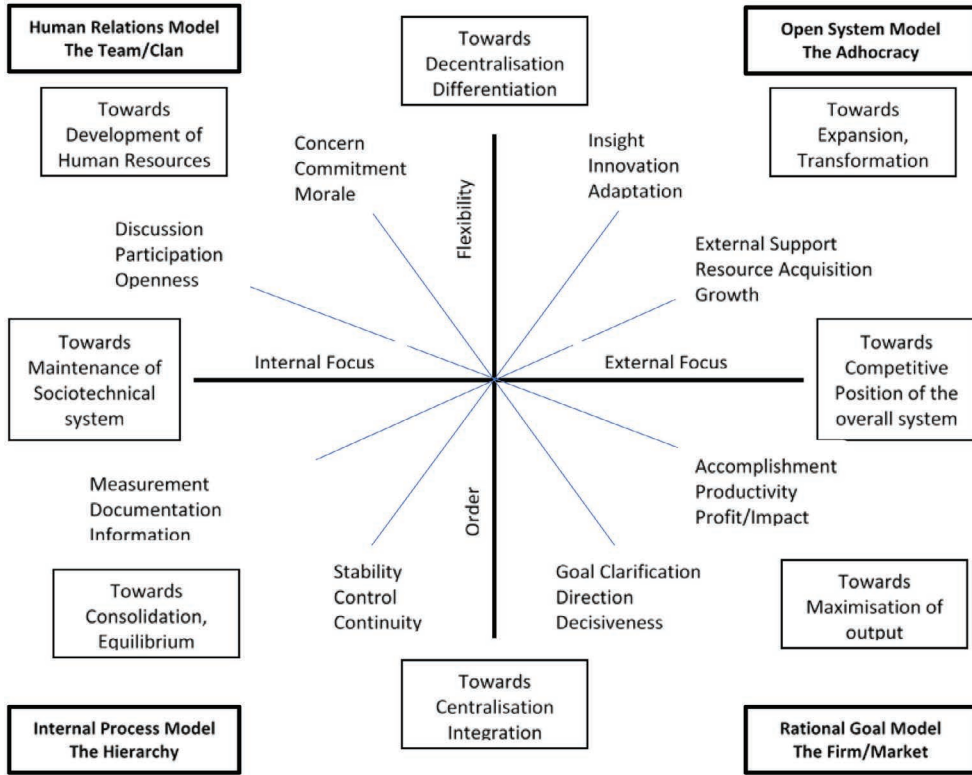 Human Relations Model
The Team/Clan
Towards
Decentralisation
Differentiation
Open System Model
The Adhocracy
Towards
Development of
Human Resources
Concern
Commitment
Morale
Flexibility
Insight
Innovation
Adaptation
Towards
Expansion,
Transformation
Discussion
Participation
Openness
External Support
Resource Acquisition
Growth
Towards
Maintenance of
Sociotechnical
system
Internal Focus
External Focus
Towards
Competitive
Position of the
overall system
Measurement
Documentation
Information
Order
Accomplishment
Productivity
Profit/Impact
Towards
Consolidation,
Equilibrium
Stability
Control
Continuity
Goal Clarification
Direction
Decisiveness
Towards
Maximisation of
output
Towards
Centralisation
Integration
Internal Process Model
The Hierarchy
Rational Goal Model
The Firm/Market